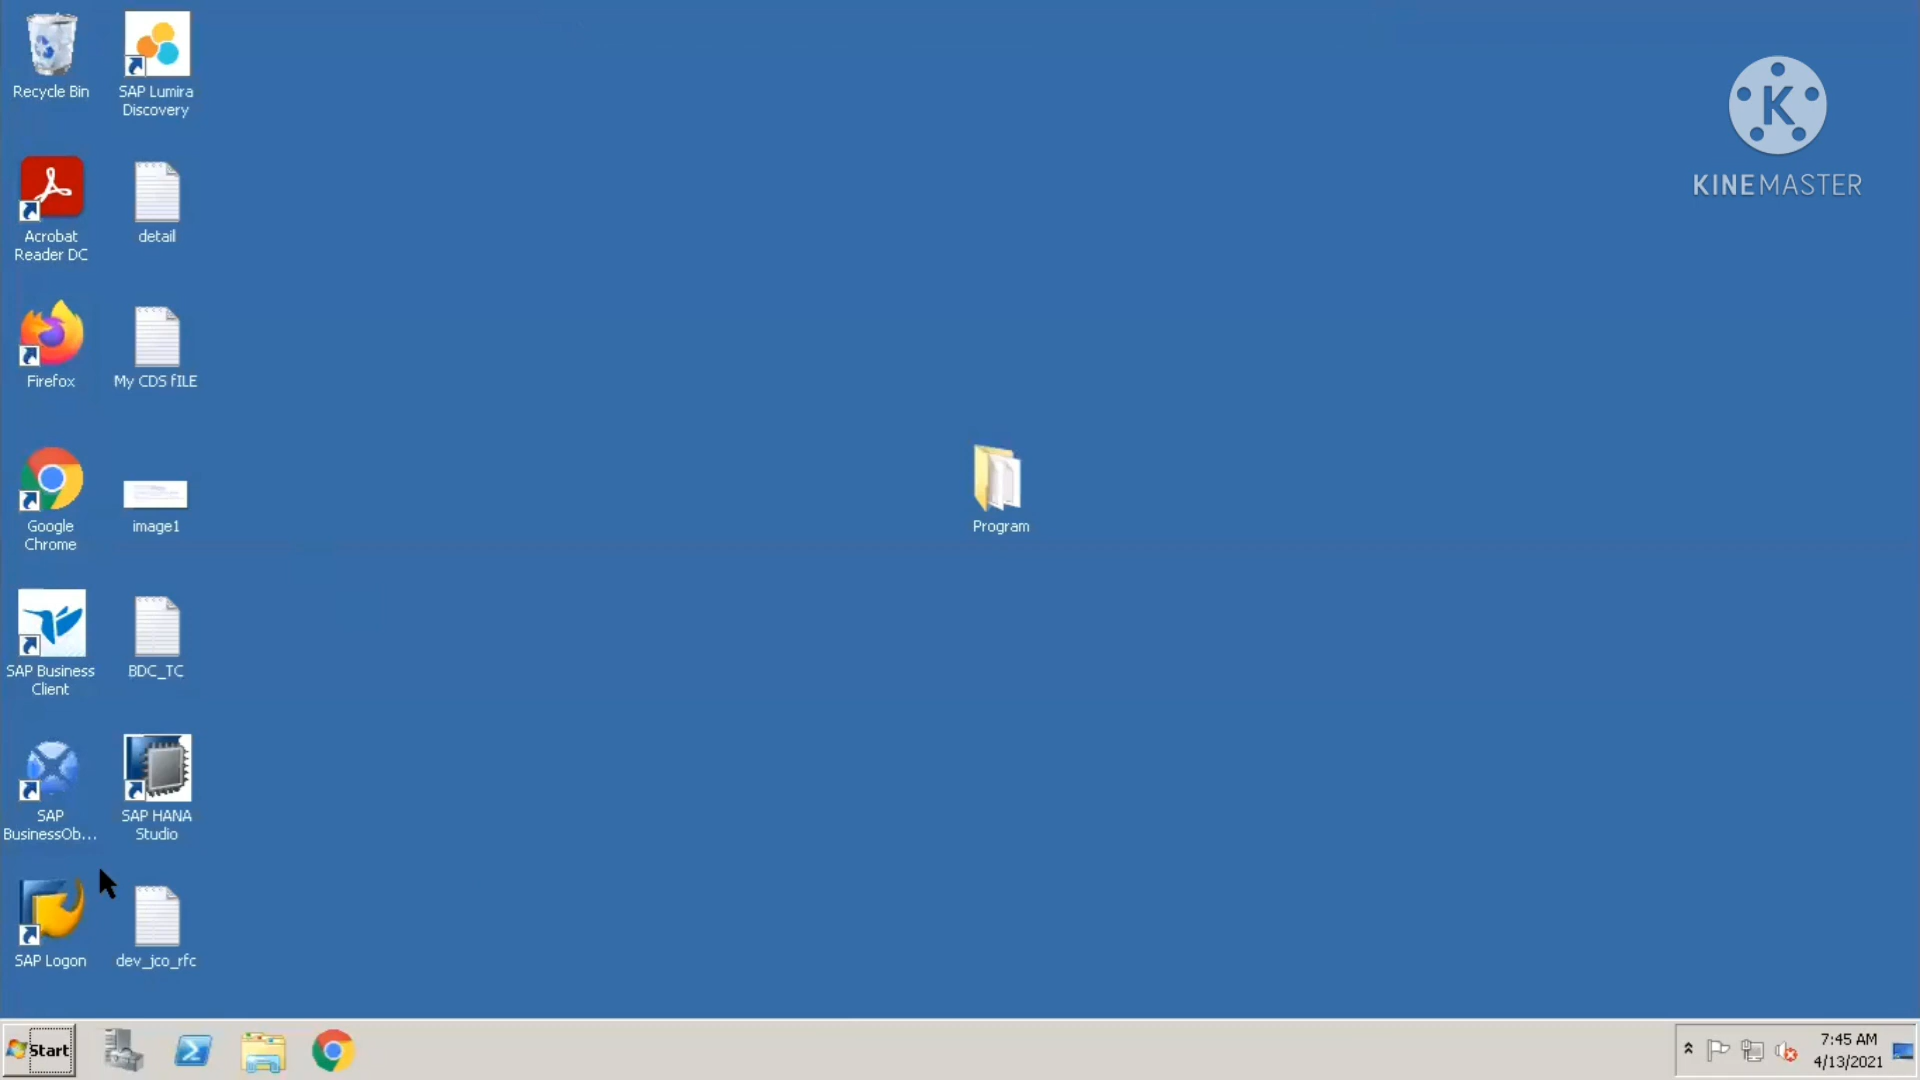 Recycle Bin
SAP Lumira
Discovery
K
KINEMASTER
Acrobat
Reader DC
detail
Firefox
My CDS fILE
Google
Chrome
image1
Program
SAP Business
Client
BDC_TC
SAP
BusinessOb...
SAP HANA
Studio
SAP Logon
dev_jco_rfc
Start
7:45 AM
4/13/2021